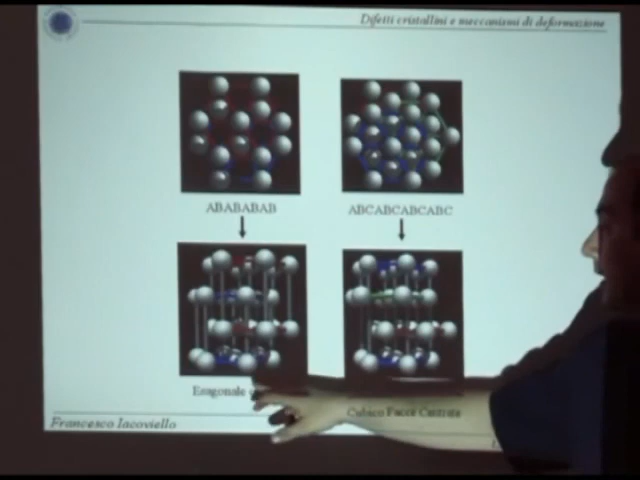 Difetti cristallini e meccanismi di deformazione
ABABABAB
ABCABCABCABC
Esagonale
Cubico Facce Centrate
Francesco Iacoviello